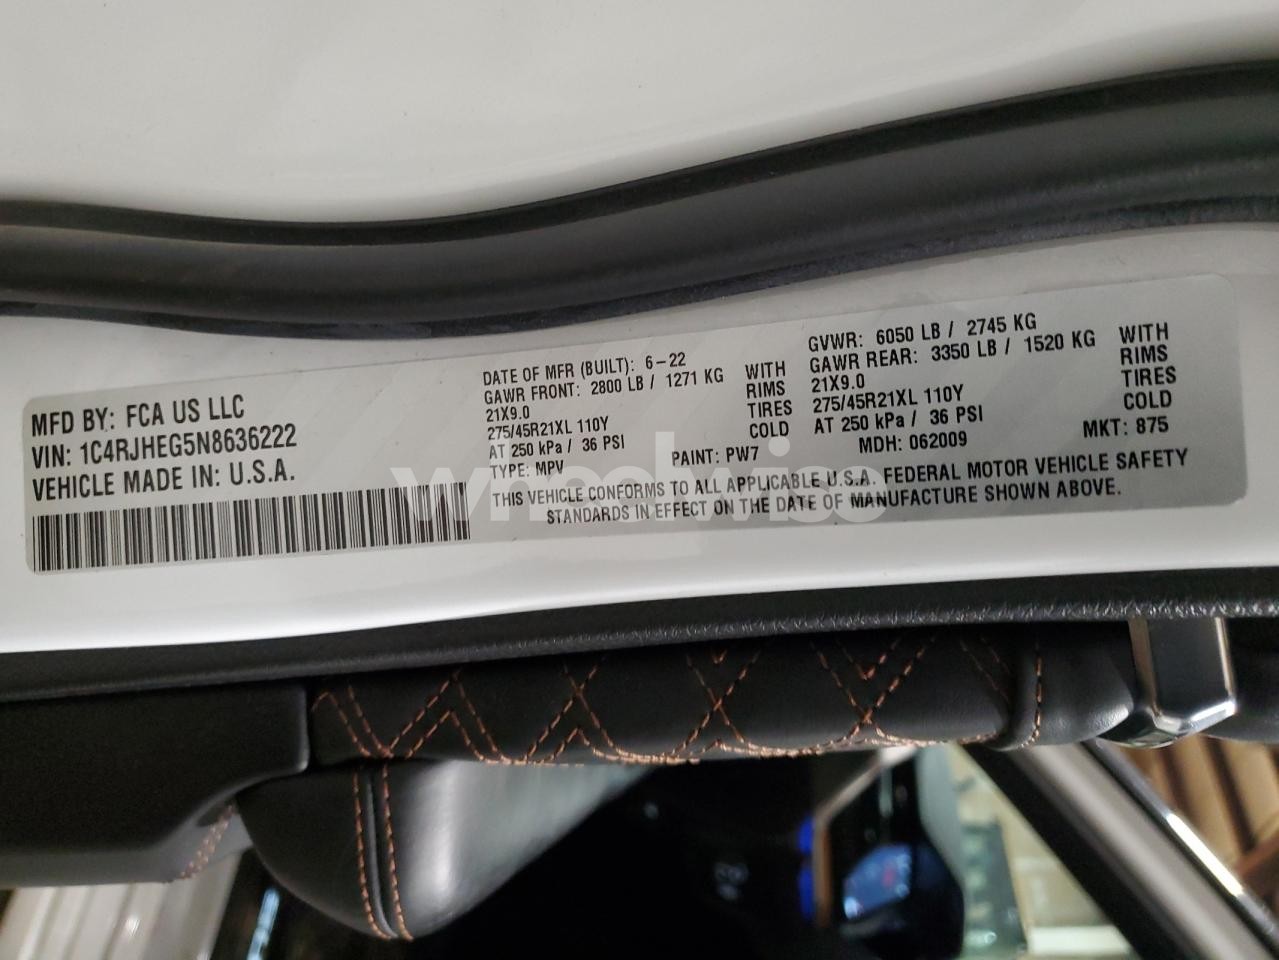 MFD BY: FCA US LLC
VIN: 1C4RJHEG5N8636222
VEHICLE MADE IN: U.S.A.
DATE OF MFR (BUILT): 6-22
GAWR FRONT: 2800 LB / 1271 KG WITH
21X9.0 RIMS
275/45R21XL 110Y TIRES
AT 250 kPa / 36 PSI COLD
TYPE: MPV
PAINT: PW7
GVWR: 6050 LB / 2745 KG
GAWR REAR: 3350 LB / 1520 KG WITH
21X9.0 RIMS
275/45R21XL 110Y TIRES
AT 250 kPa / 36 PSI COLD
MDH: 062009
MKT: 875
THIS VEHICLE CONFORMS TO ALL APPLICABLE U.S.A. FEDERAL MOTOR VEHICLE SAFETY
STANDARDS IN EFFECT ON THE DATE OF MANUFACTURE SHOWN ABOVE.
wheelwise